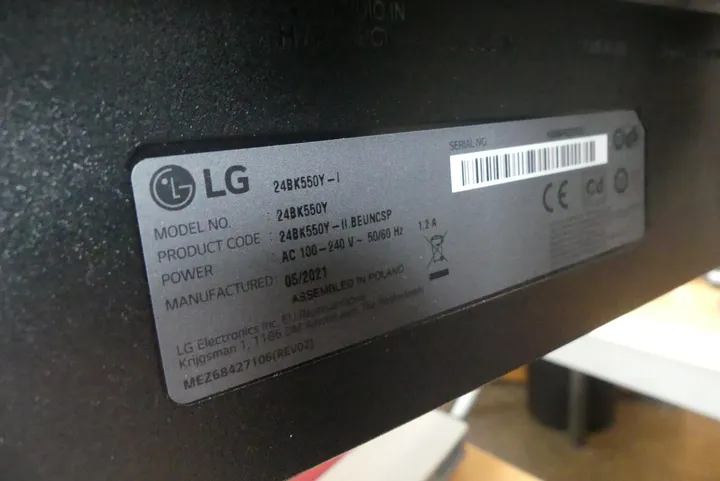 LG 24BK550Y-I
SERIAL NO.
MODEL NO. : 24BK550Y
PRODUCT CODE : 24BK550Y-II.BEUNCSP
POWER : AC 100-240 V~ 50/60 Hz 1.2 A
MANUFACTURED: 05/2021
ASSEMBLED IN POLAND
LG Electronics Inc. EU Representative
Krijgsman 1, 1186 DM Amstelveen, The Netherlands
MEZ68427106(REV02)
CE